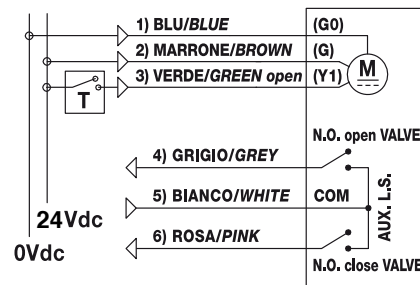 1) BLU/BLUE (G0)
2) MARRONE/BROWN (G)
3) VERDE/GREEN open (Y1)
M
T
N.O. open VALVE
4) GRIGIO/GREY
5) BIANCO/WHITE COM
AUX. L.S.
6) ROSA/PINK
24Vdc
0Vdc
N.O. close VALVE